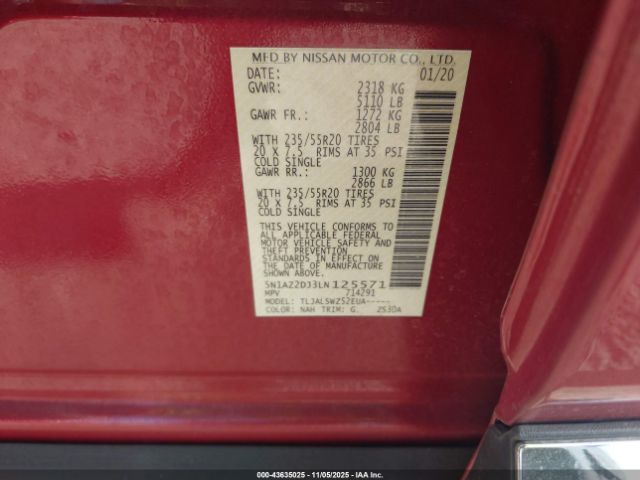 MFD BY NISSAN MOTOR CO., LTD.
DATE: 01/20
GVWR: 2318 KG
5110 LB
GAWR FR.: 1272 KG
2804 LB
WITH 235/55R20 TIRES
20 X 7.5 RIMS AT 35 PSI
COLD SINGLE
GAWR RR.: 1300 KG
2866 LB
WITH 235/55R20 TIRES
20 X 7.5 RIMS AT 35 PSI
COLD SINGLE
THIS VEHICLE CONFORMS TO
ALL APPLICABLE FEDERAL
MOTOR VEHICLE SAFETY AND
THEFT PREVENTION
STANDARDS IN EFFECT ON
THE DATE OF MANUFACTURE
SHOWN ABOVE.
5N1AZ2DJ3LN125571
MPV 714291
MODEL: TLJALSWZ52EUA-----
COLOR: NAH TRIM: G. 2530A
000-43635025 - 11/05/2025 - IAA Inc.